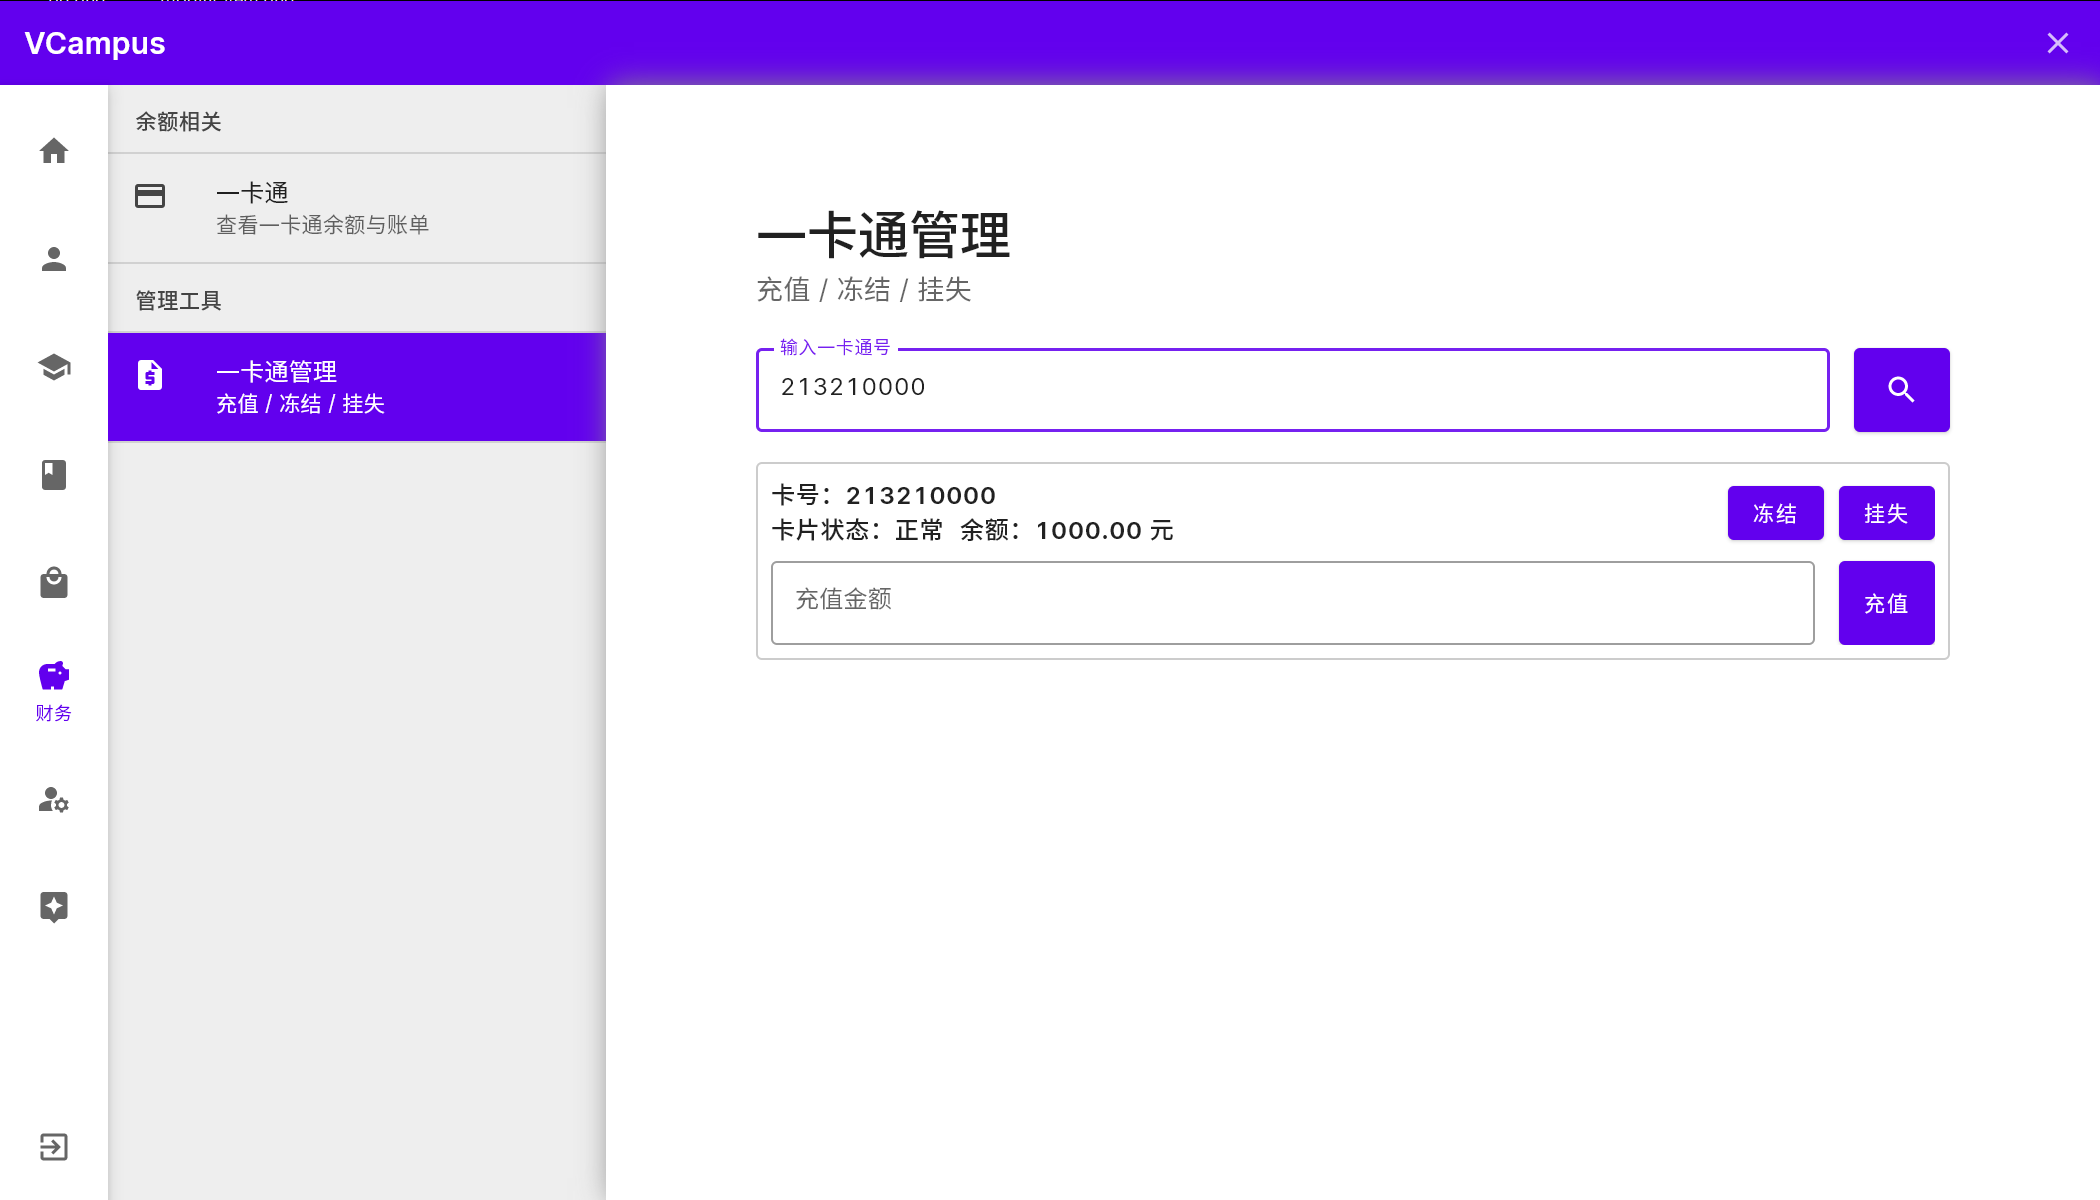 VCampus
余额相关
一卡通
查看一卡通余额与账单
管理工具
一卡通管理
充值 / 冻结 / 挂失
财务
一卡通管理
充值 / 冻结 / 挂失
输入一卡通号
213210000
卡号：213210000
卡片状态：正常 余额：1000.00 元
冻结
挂失
充值金额
充值